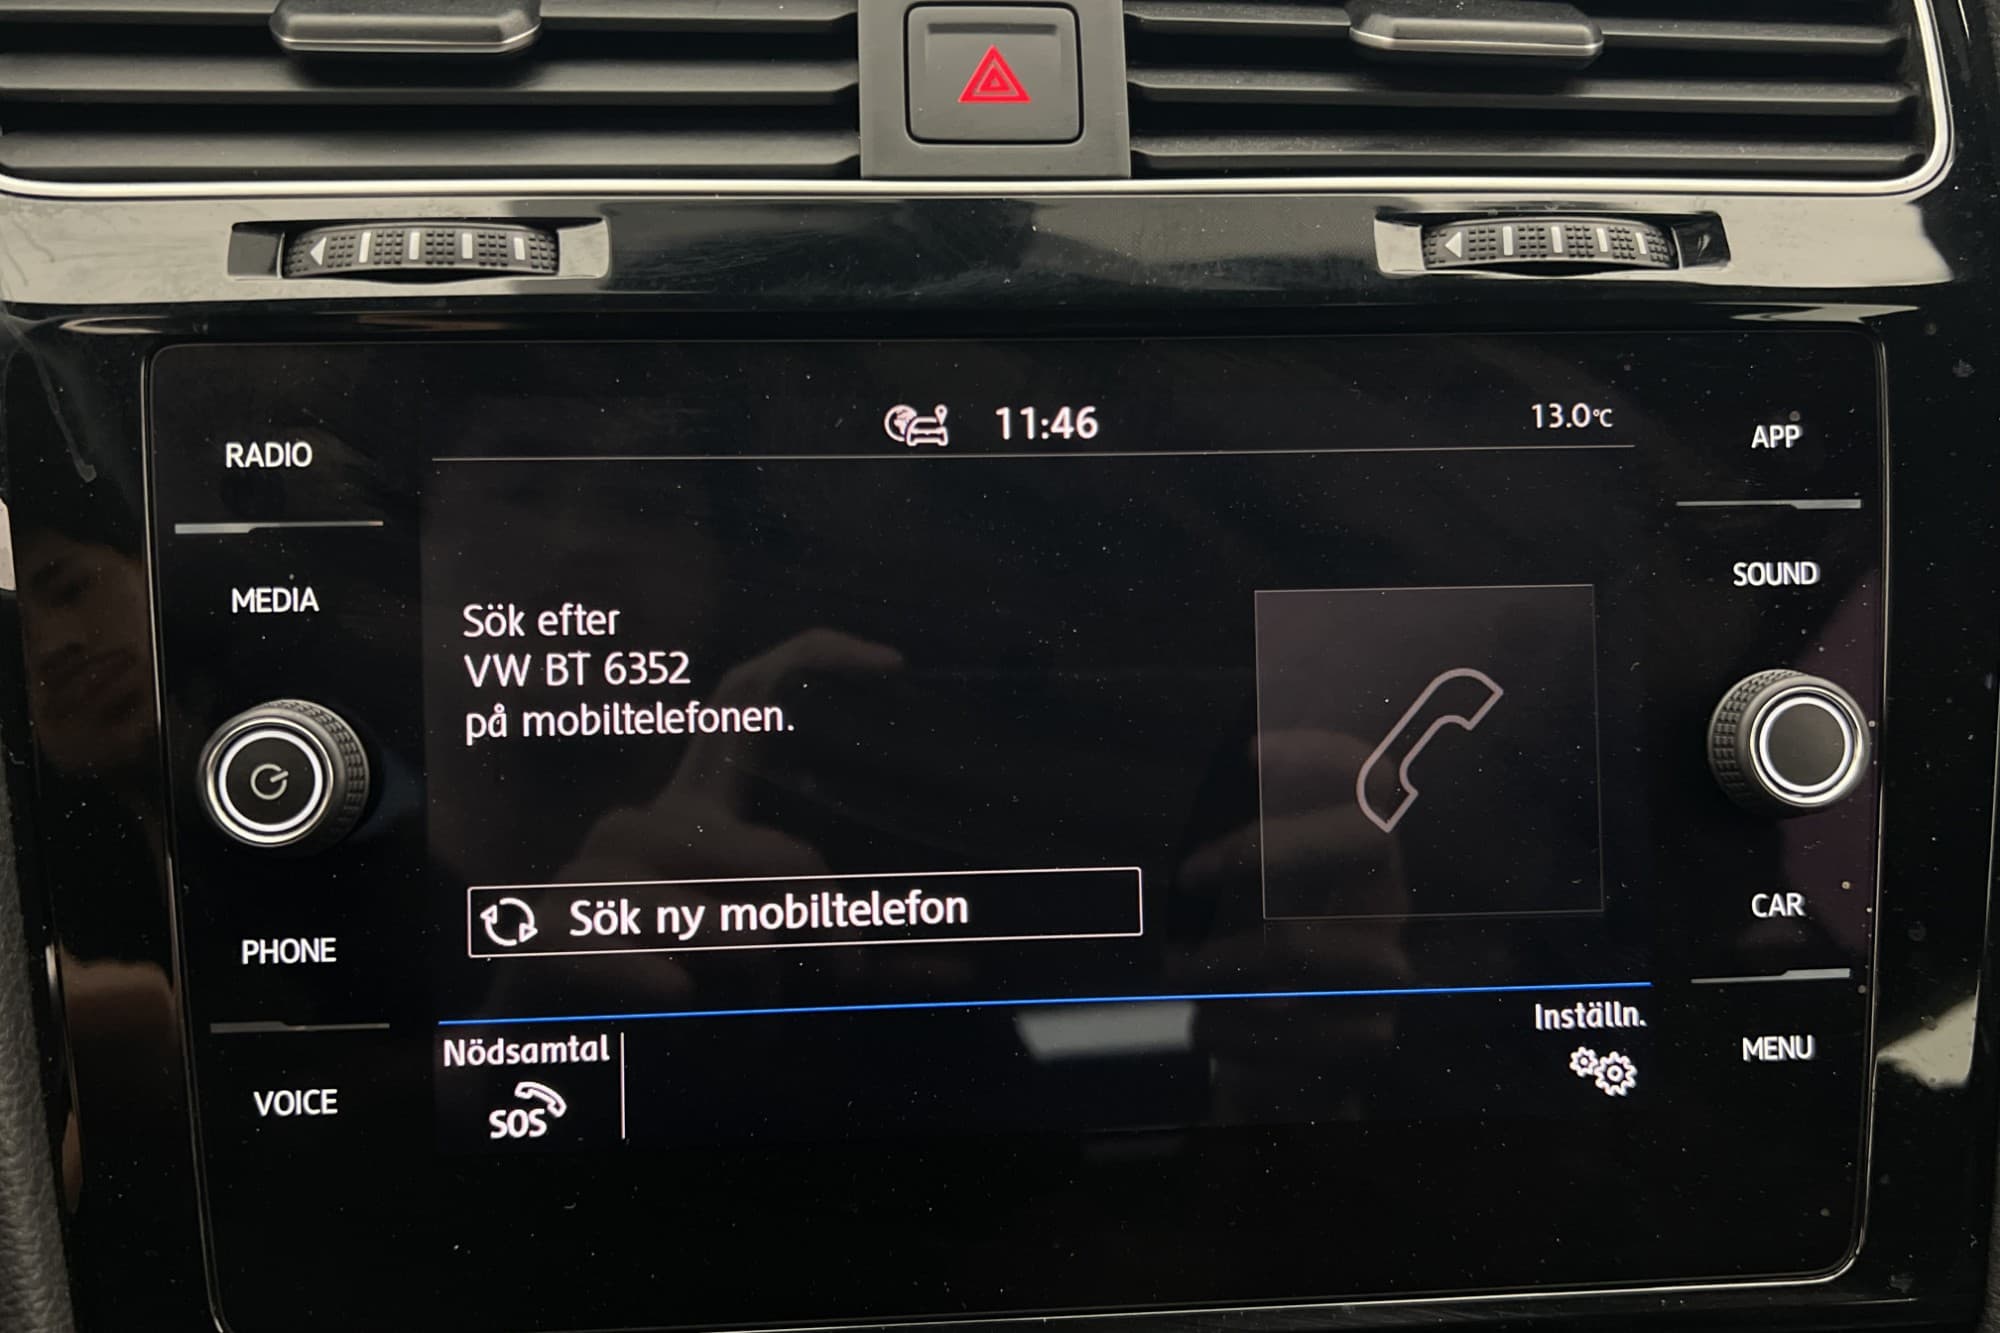 11:46
13.0°C
RADIO
MEDIA
PHONE
VOICE
Sök efter
VW BT 6352
på mobiltelefonen.
Sök ny mobiltelefon
Nödsamtal
SOS
Inställn.
APP
SOUND
CAR
MENU